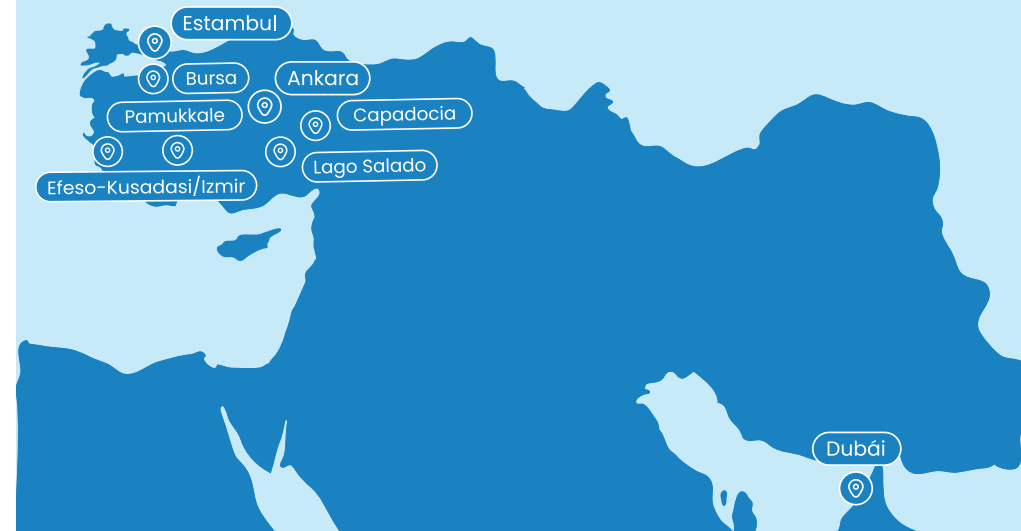 Estambul
Bursa
Ankara
Pamukkale
Capadocia
Lago Salado
Efeso-Kusadasi/Izmir
Dubái